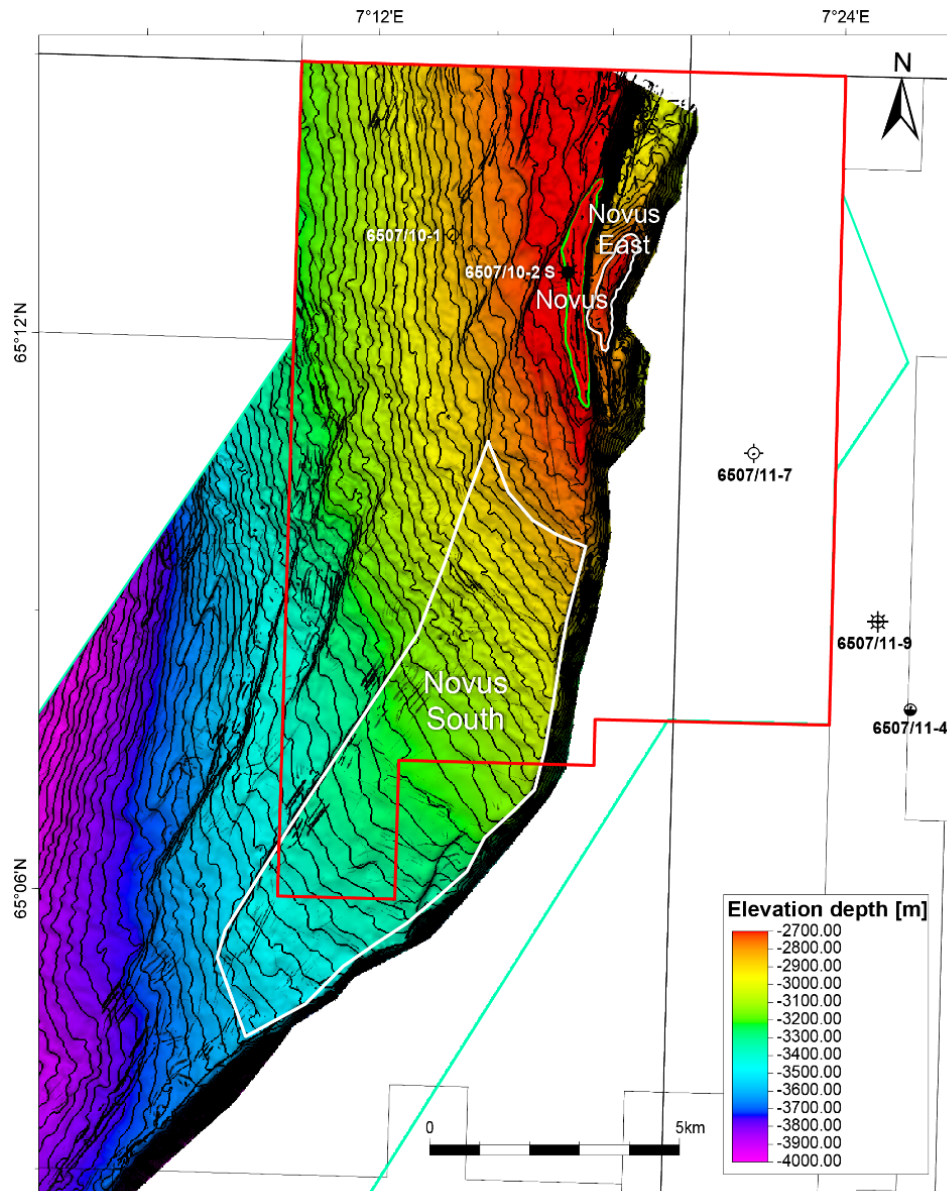 7°12'E
7°24'E
N
65°12'N
65°06'N
6507/10-1
Novus
East
6507/10-2 S
Novus
6507/11-7
6507/11-9
6507/11-4
Novus
South
Elevation depth [m]
-2700.00
-2800.00
-2900.00
-3000.00
-3100.00
-3200.00
-3300.00
-3400.00
-3500.00
-3600.00
-3700.00
-3800.00
-3900.00
-4000.00
0
5km